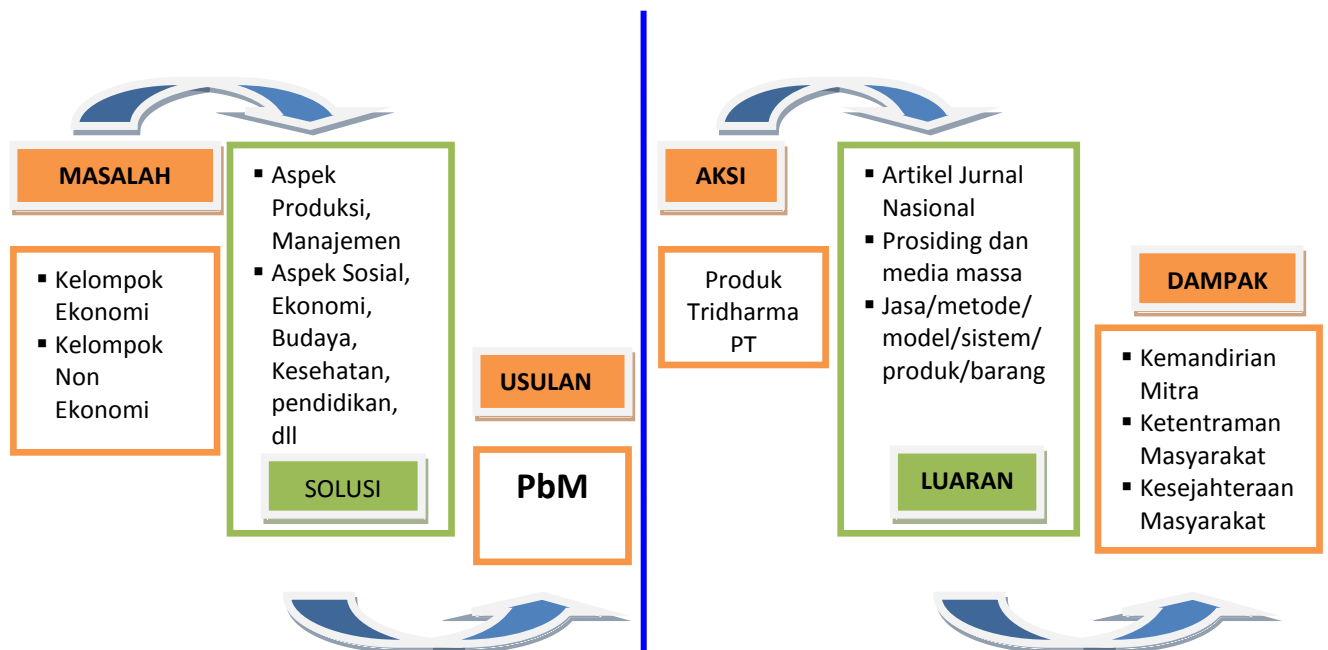 MASALAH
▪ Kelompok
Ekonomi
▪ Kelompok
Non
Ekonomi
▪ Aspek
Produksi,
Manajemen
▪ Aspek Sosial,
Ekonomi,
Budaya,
Kesehatan,
pendidikan,
dll
SOLUSI
USULAN
PbM
AKSI
Produk
Tridharma
PT
▪ Artikel Jurnal
Nasional
▪ Prosiding dan
media massa
▪ Jasa/metode/
model/sistem/
produk/barang
LUARAN
DAMPAK
▪ Kemandirian
Mitra
▪ Ketentraman
Masyarakat
▪ Kesejahteraan
Masyarakat